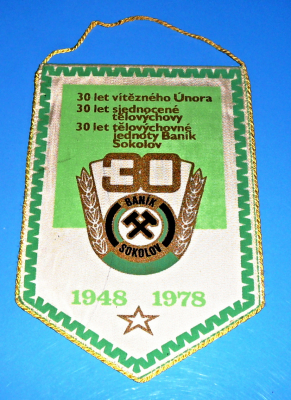 30 let vítězného Února
30 let sjednocené
tělovýchovy
30 let tělovýchovné
jednoty Baník
Sokolov
30
BANÍK
SOKOLOV
1948 1978